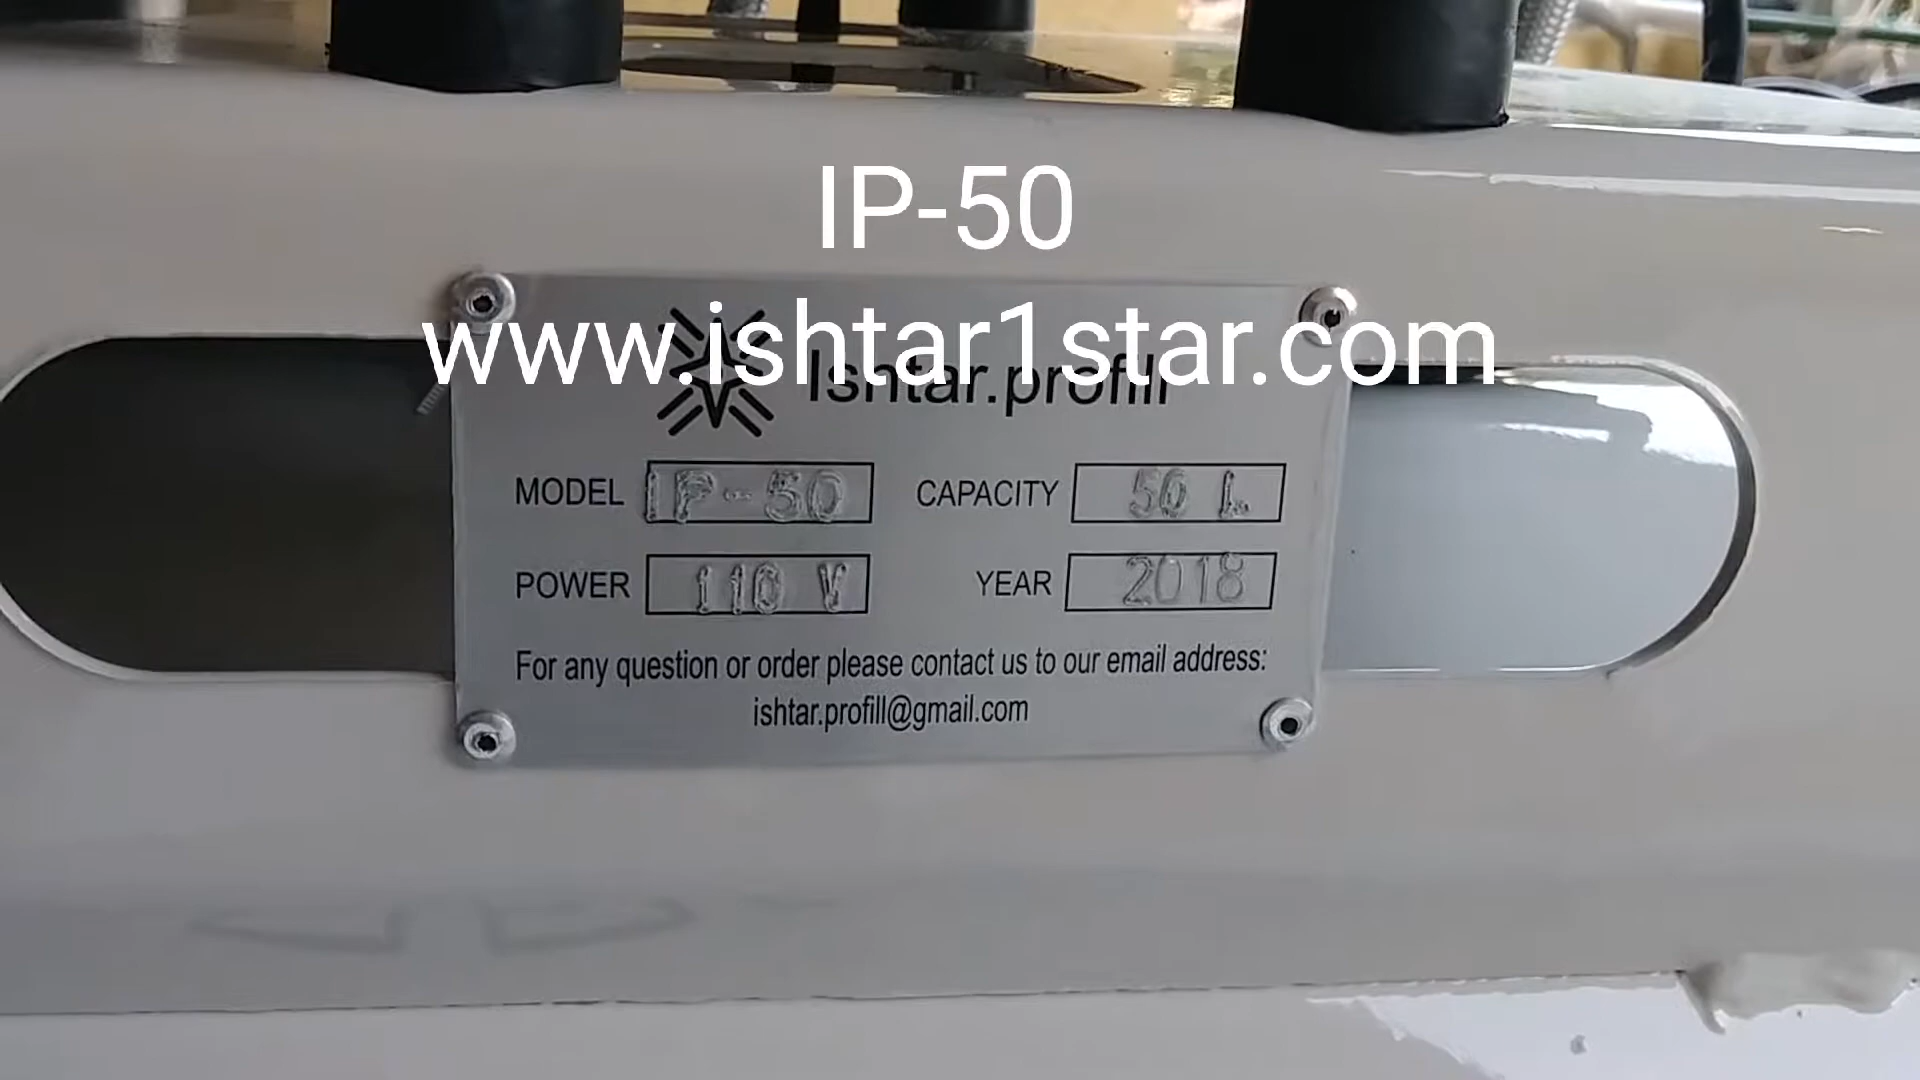 IP-50
www.ishtar1star.com
Ishtar.profill
MODEL IP-50 CAPACITY 50 L
POWER 110 V YEAR 2018
For any question or order please contact us to our email address:
ishtar.profill@gmail.com